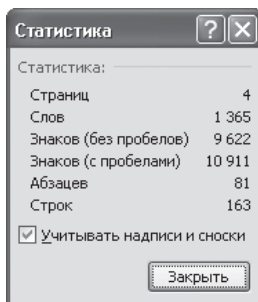 Статистика
Статистика:
Страниц 4
Слов 1 365
Знаков (без пробелов) 9 622
Знаков (с пробелами) 10 911
Абзацев 81
Строк 163
Учитывать надписи и сноски
Закрыть